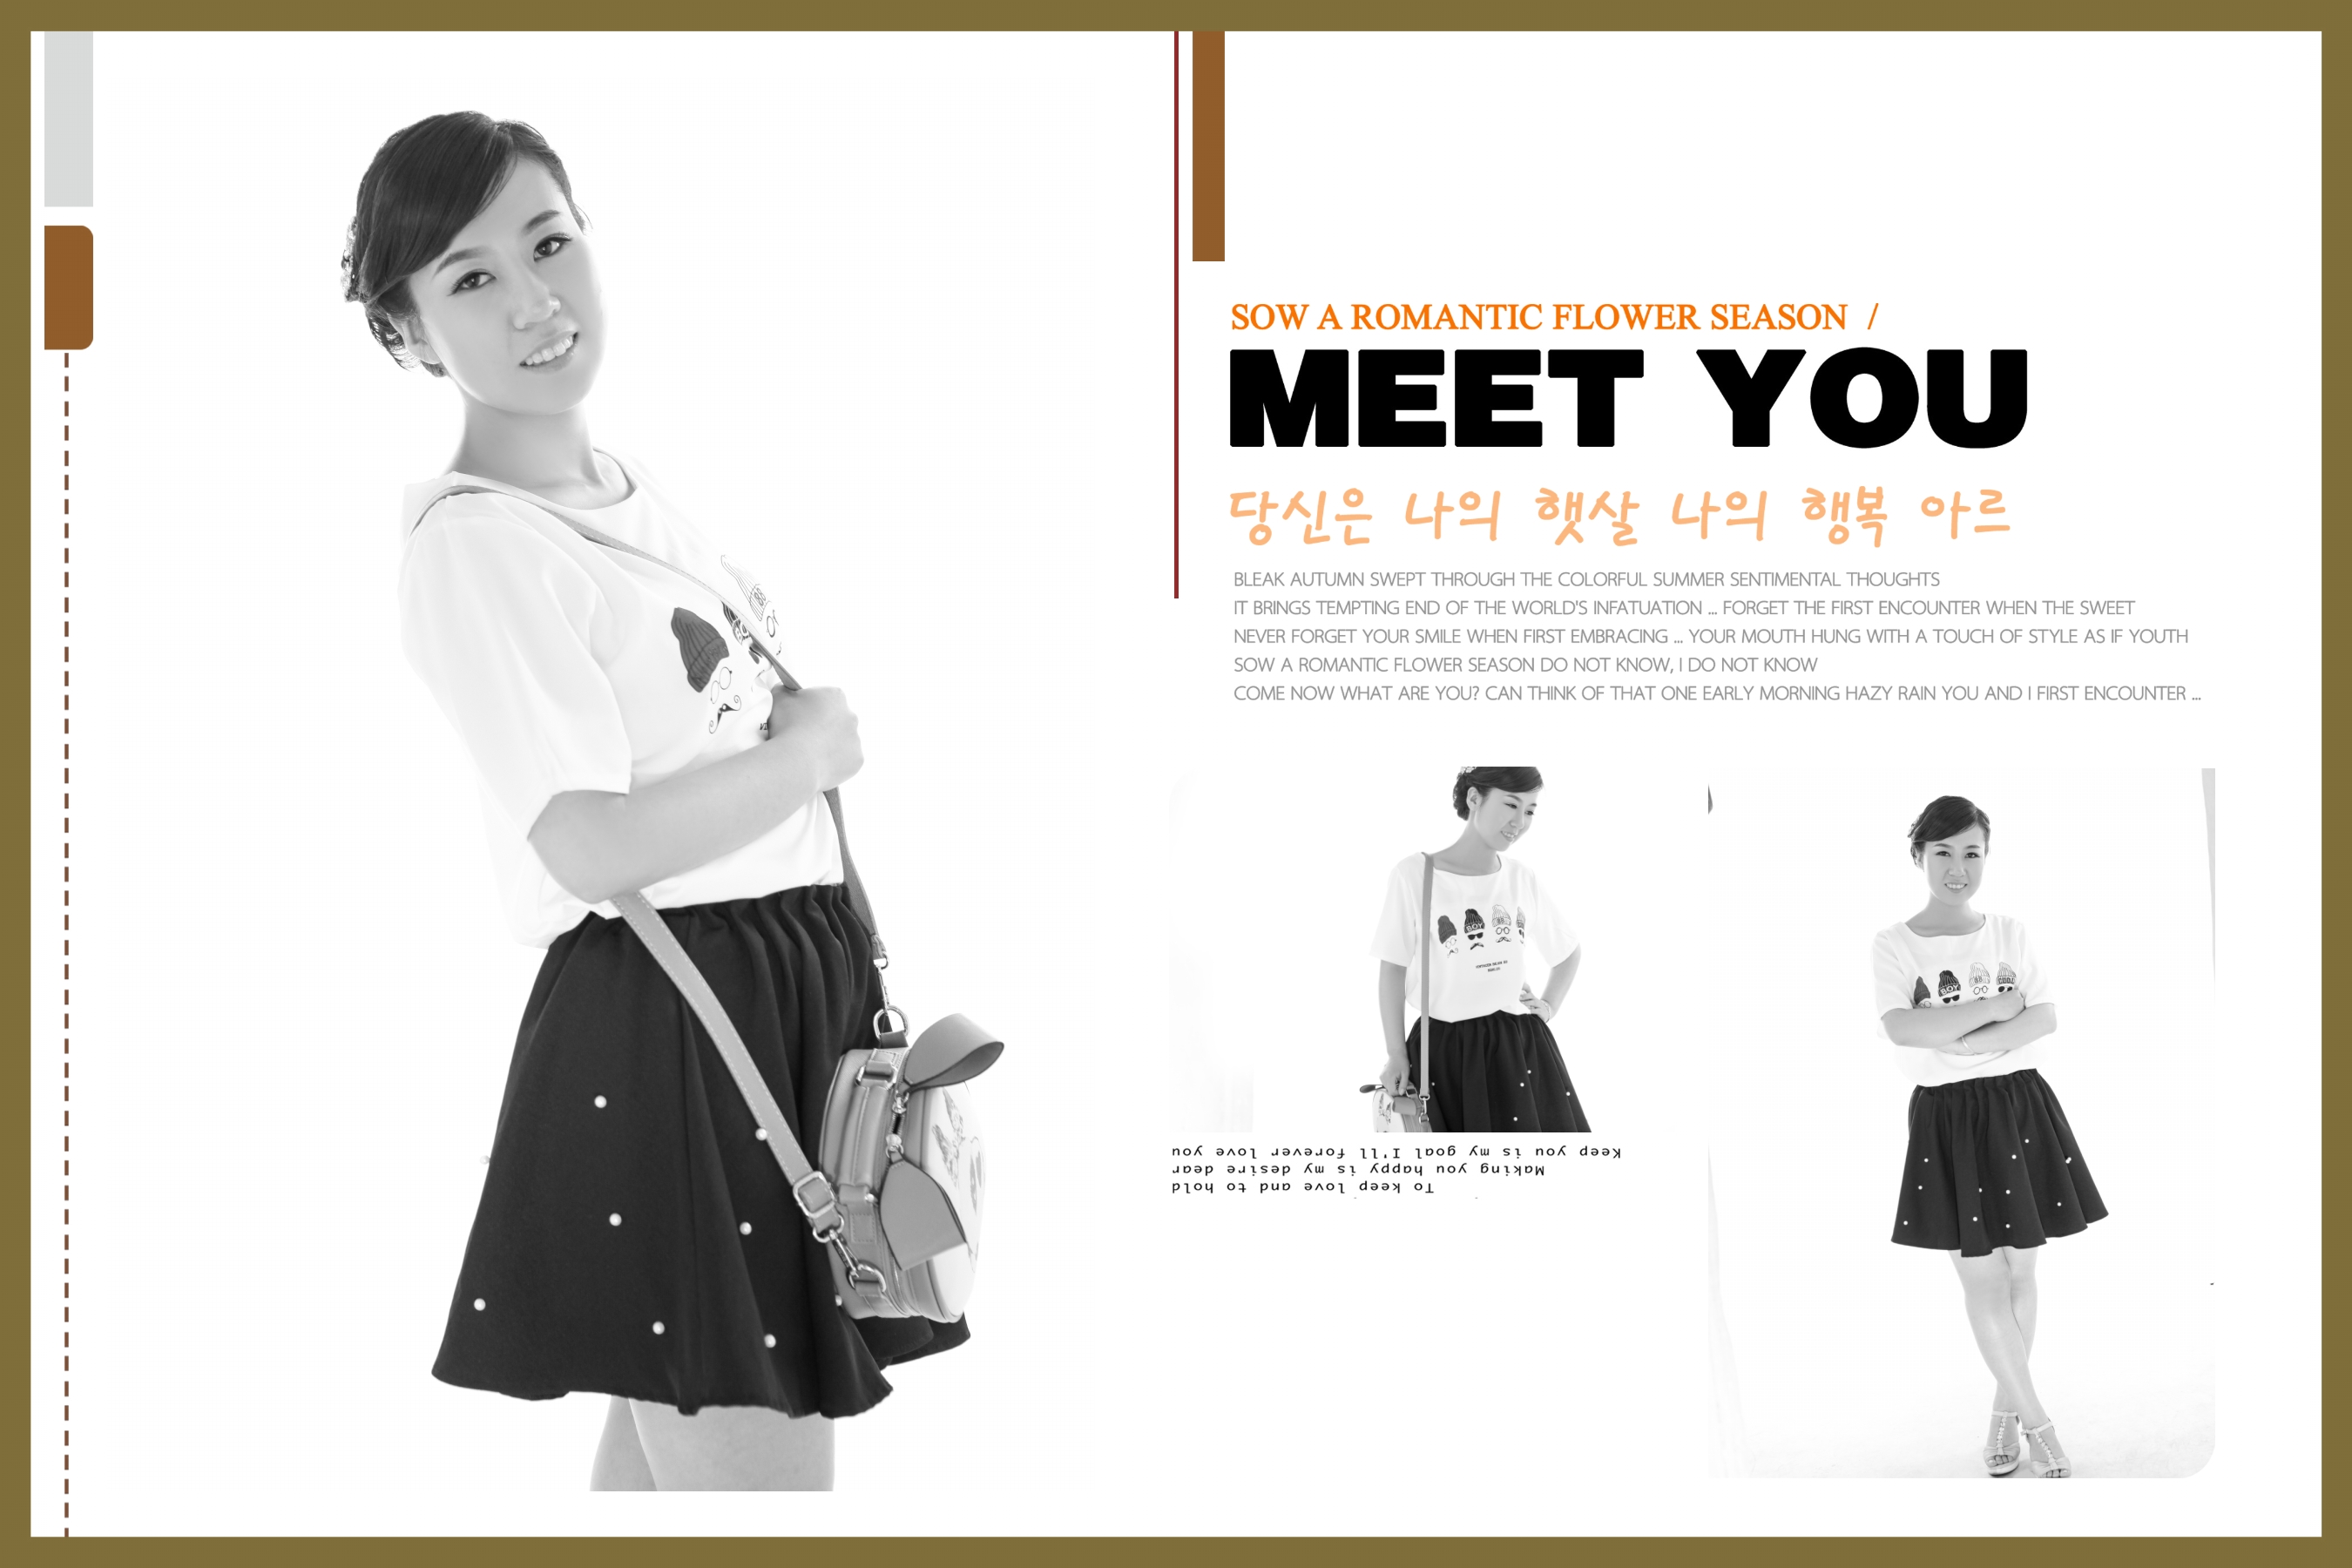 SOW A ROMANTIC FLOWER SEASON /
MEET YOU
당신은 나의 햇살 나의 행복 아르
BLEAK AUTUMN SWEPT THROUGH THE COLORFUL SUMMER SENTIMENTAL THOUGHTS
IT BRINGS TEMPTING END OF THE WORLD'S INFATUATION ... FORGET THE FIRST ENCOUNTER WHEN THE SWEET
NEVER FORGET YOUR SMILE WHEN FIRST EMBRACING ... YOUR MOUTH HUNG WITH A TOUCH OF STYLE AS IF YOUTH
SOW A ROMANTIC FLOWER SEASON DO NOT KNOW, I DO NOT KNOW
COME NOW WHAT ARE YOU? CAN THINK OF THAT ONE EARLY MORNING HAZY RAIN YOU AND I FIRST ENCOUNTER ...
BOY
BOY
COOL
To keep love and to hold
Making you happy is my desire dear
Keep you is my goal I'll forever love you